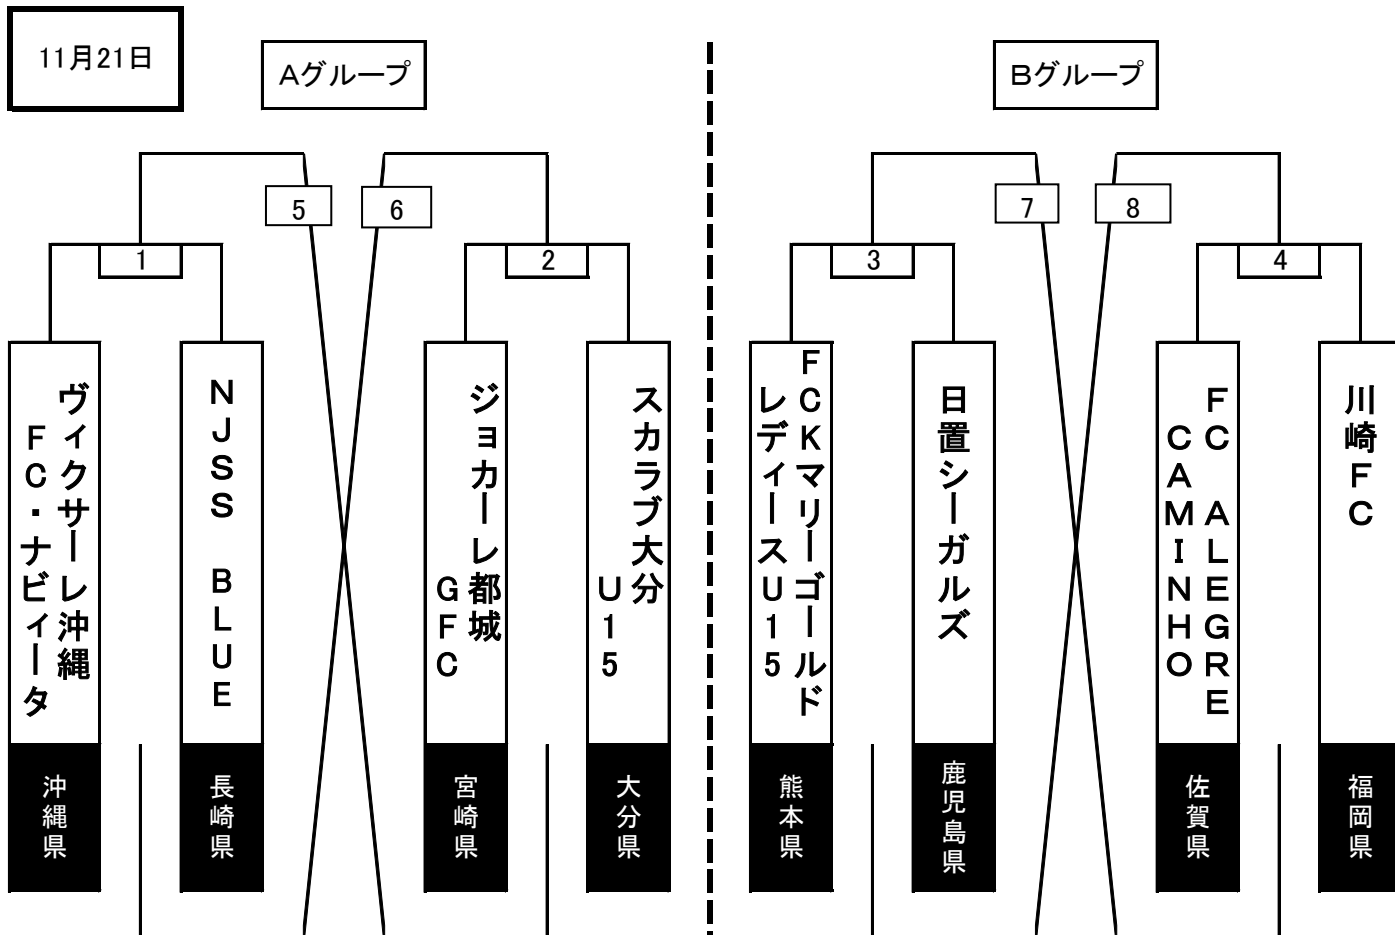 11月21日
Aグループ
Bグループ
5
6
7
8
1
2
3
4
ヴィクサーレ沖縄
FC・ナビィータ
NJSS BLUE
ジョカーレ都城
GFC
スカラブ大分
U15
FCKマリーゴールド
レディースU15
日置シーガルズ
FC ALEGRE
CAMINHO
川崎FC
沖縄県
長崎県
宮崎県
大分県
熊本県
鹿児島県
佐賀県
福岡県